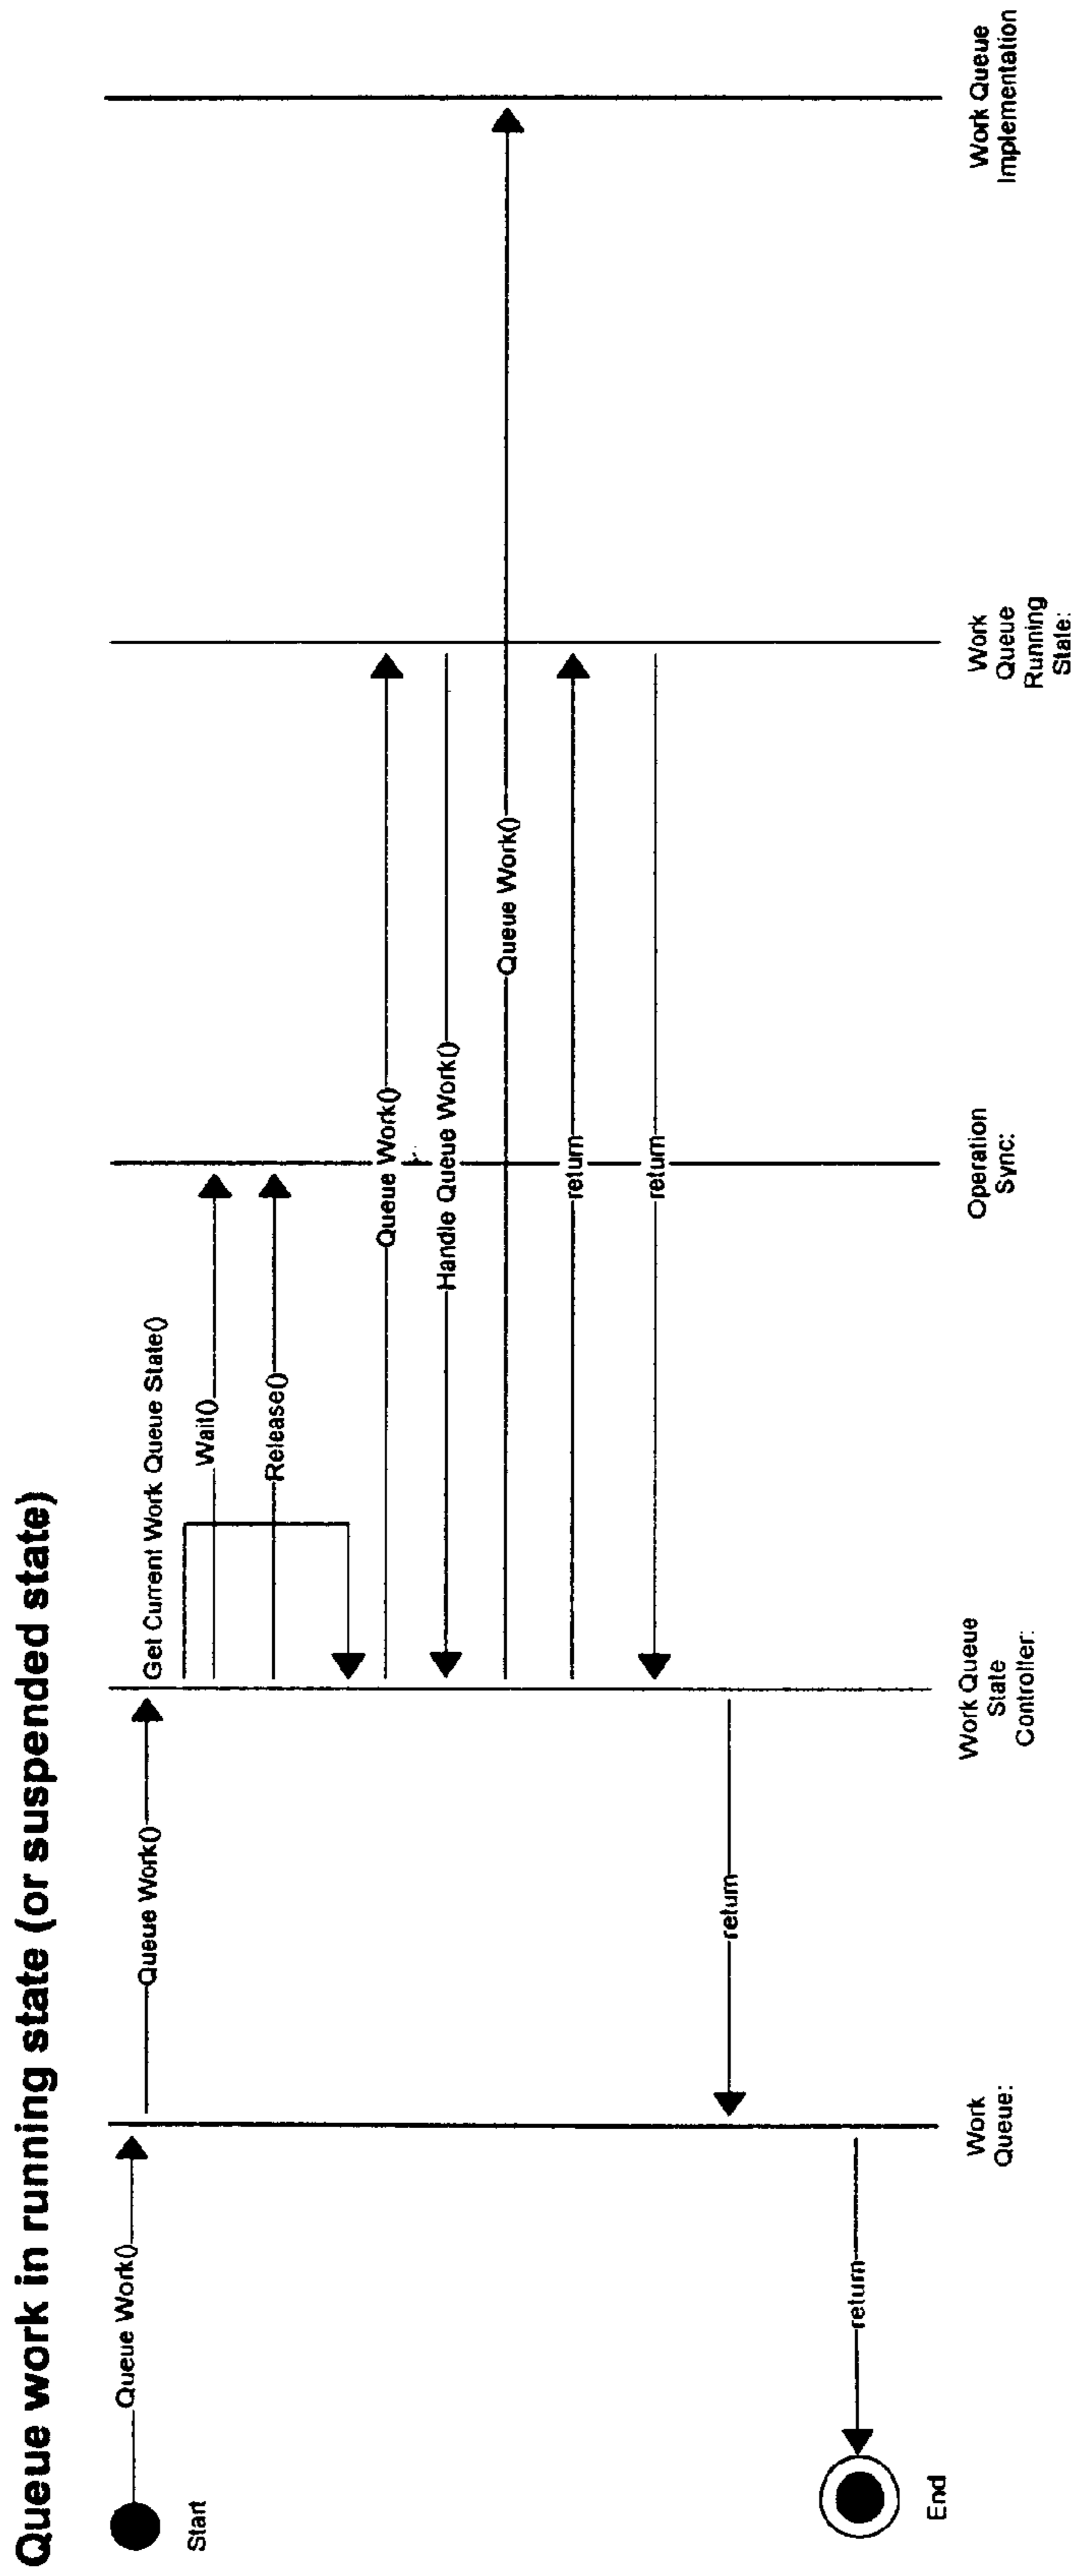 Queue work in running state (or suspended state)
Start
Queue Work()
Queue Work()
Get Current Work Queue State()
Wait()
Release()
Queue Work()
Handle Queue Work()
Queue Work()
return
return
return
return
End
Work
Queue:
Work Queue
State
Controller:
Operation
Sync:
Work
Queue
Running
State:
Work Queue
Implementation